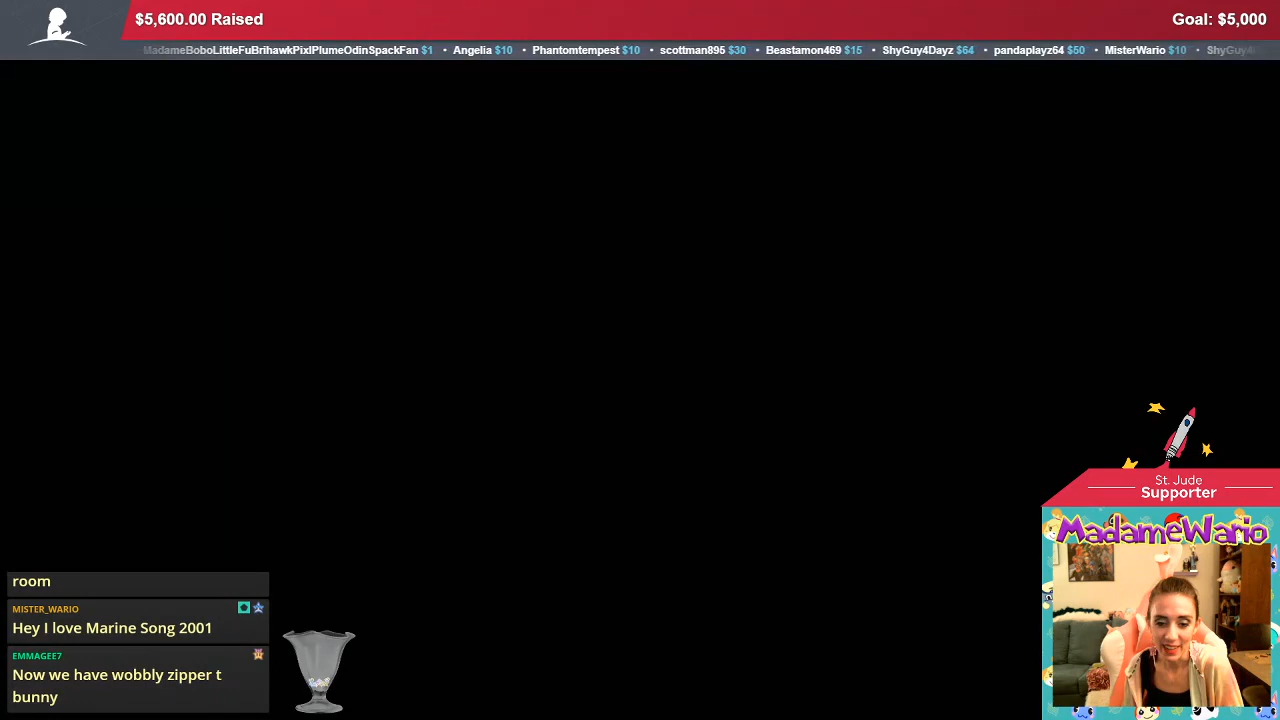 $5,600.00 Raised
Goal: $5,000
MadameBoboLittleFuBrihawkPixlPlumeOdinSpackFan $1 • Angelia $10 • Phantomtempest $10 • scottman895 $30 • Beastamon469 $15 • ShyGuy4Dayz $64 • pandaplayz64 $50 • MisterWario $10 •
St. Jude
Supporter
MadameWario
room
MISTER_WARIO
Hey I love Marine Song 2001
EMMAGEE7
Now we have wobbly zipper t
bunny